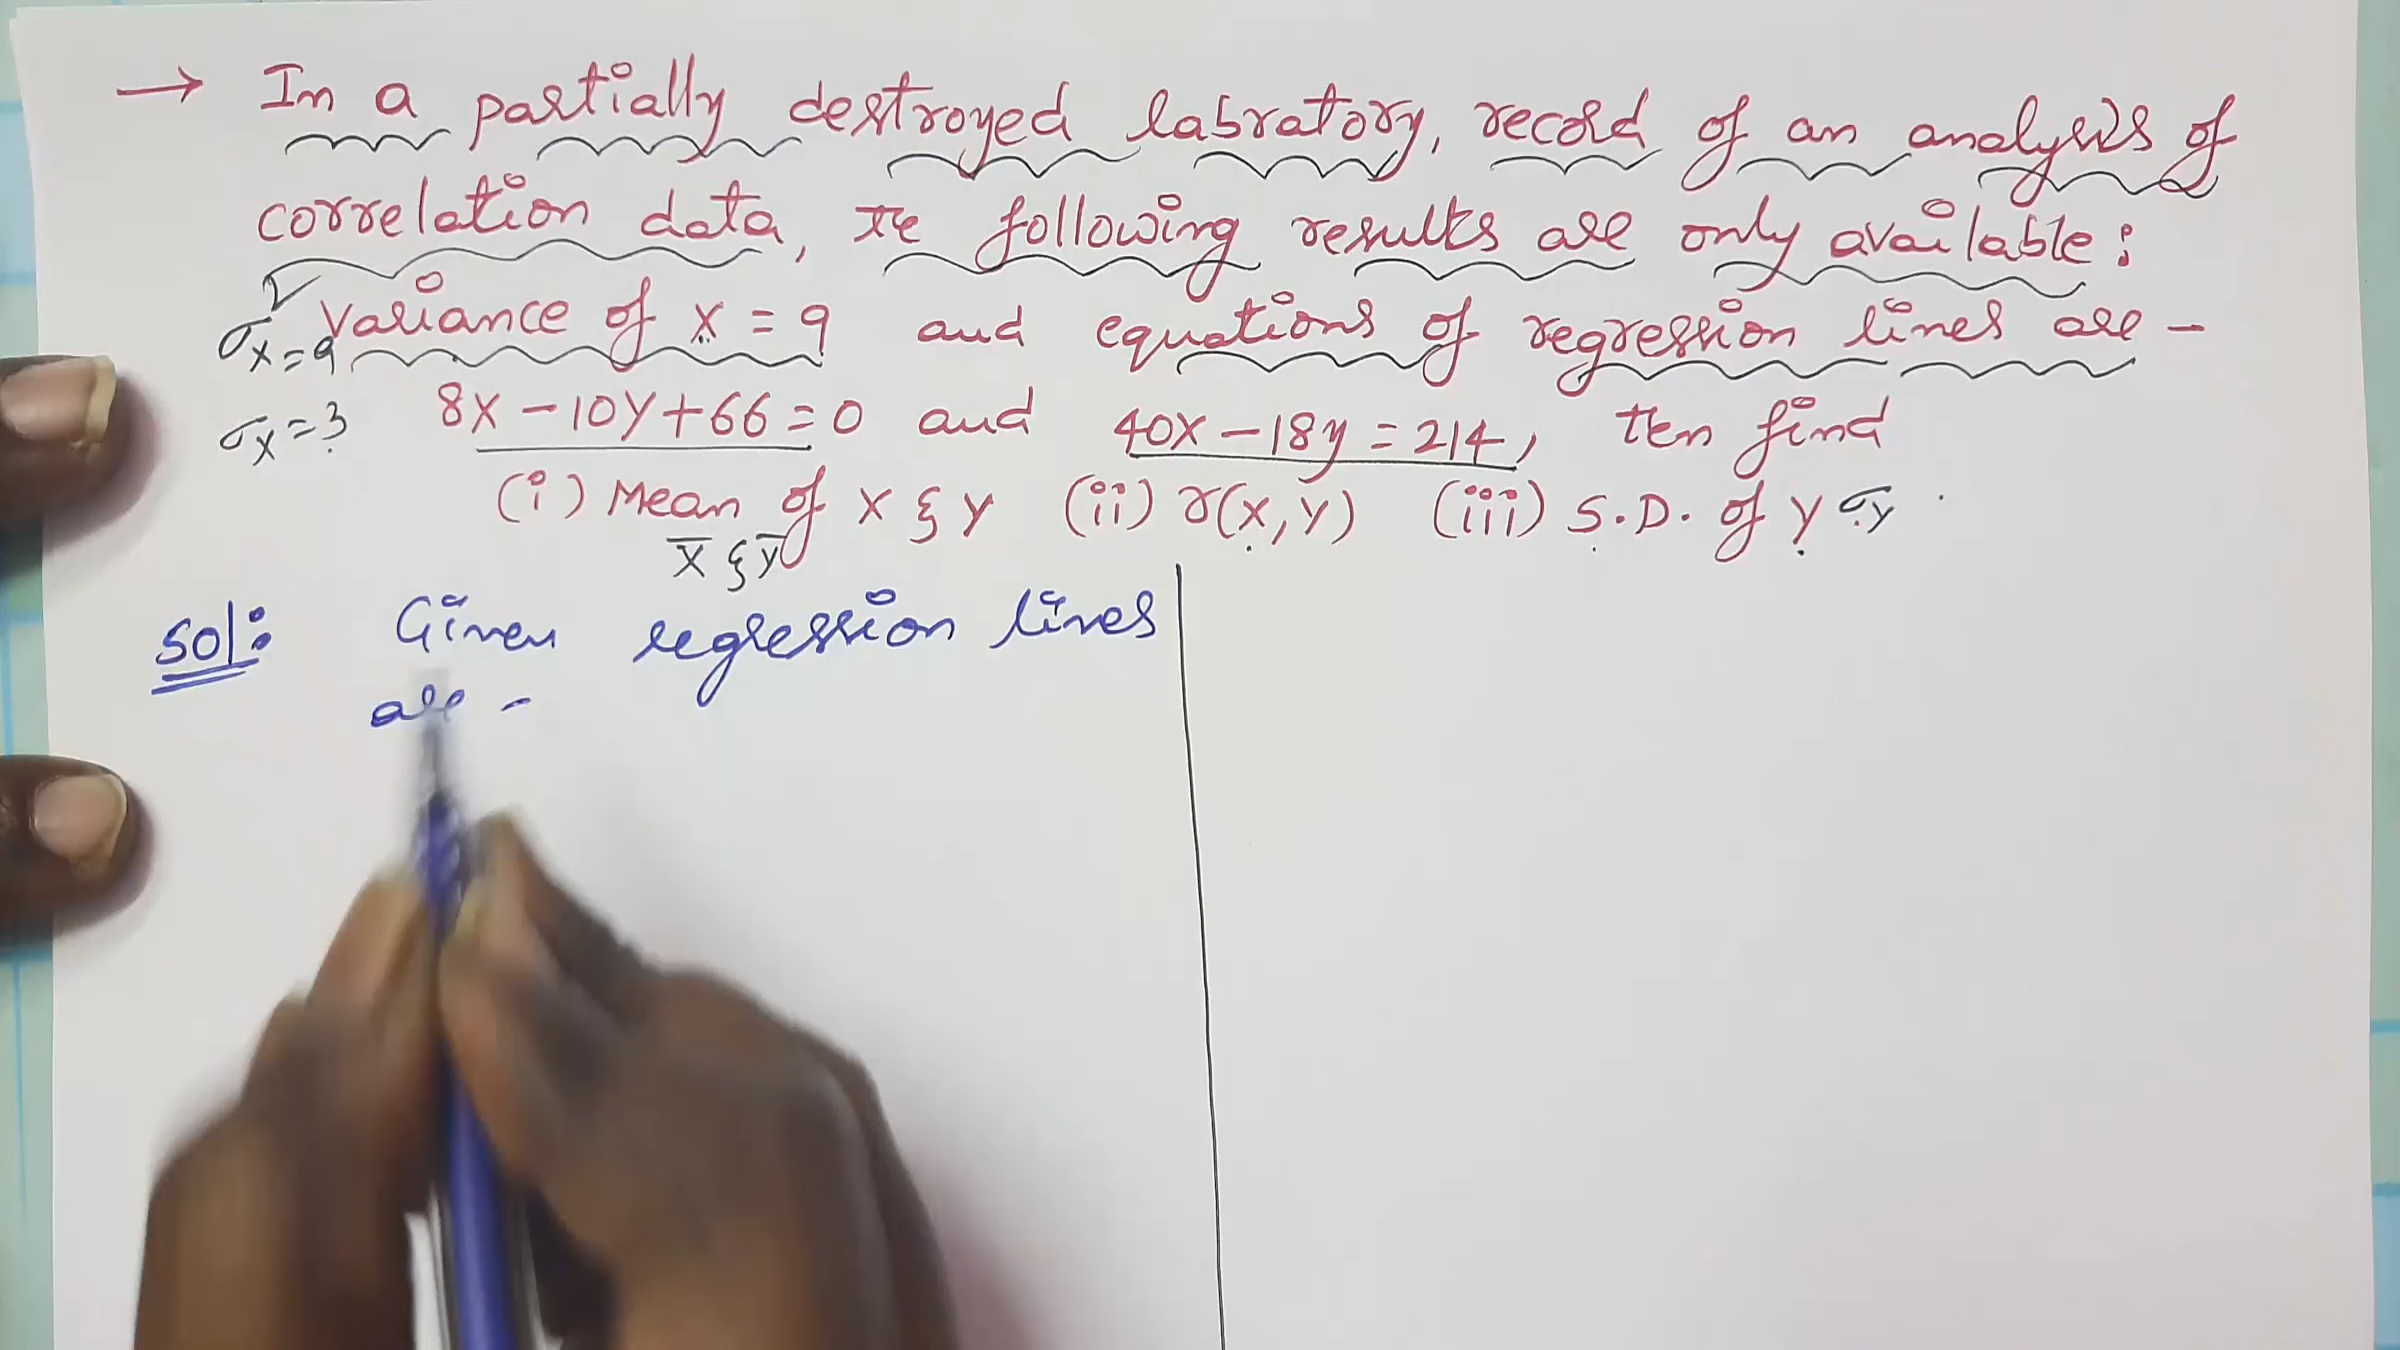 → In a partially destroyed labratory, record of an analysis of
correlation data, the following results are only available:
σx²=9 Variance of x = 9 and equations of regression lines are -
σx=3 8x-10y+66=0 and 40x-18y=214, then find
(i) Mean of x & y (ii) r(x,y) (iii) S.D. of y σy
x̅ & y̅
Sol: Given regression lines
are -